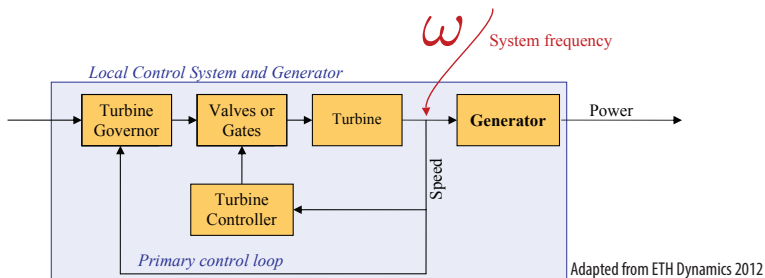 ω
System frequency
Local Control System and Generator
Turbine
Governor
Valves or
Gates
Turbine
Generator
Power
Speed
Turbine
Controller
Primary control loop
Adapted from ETH Dynamics 2012